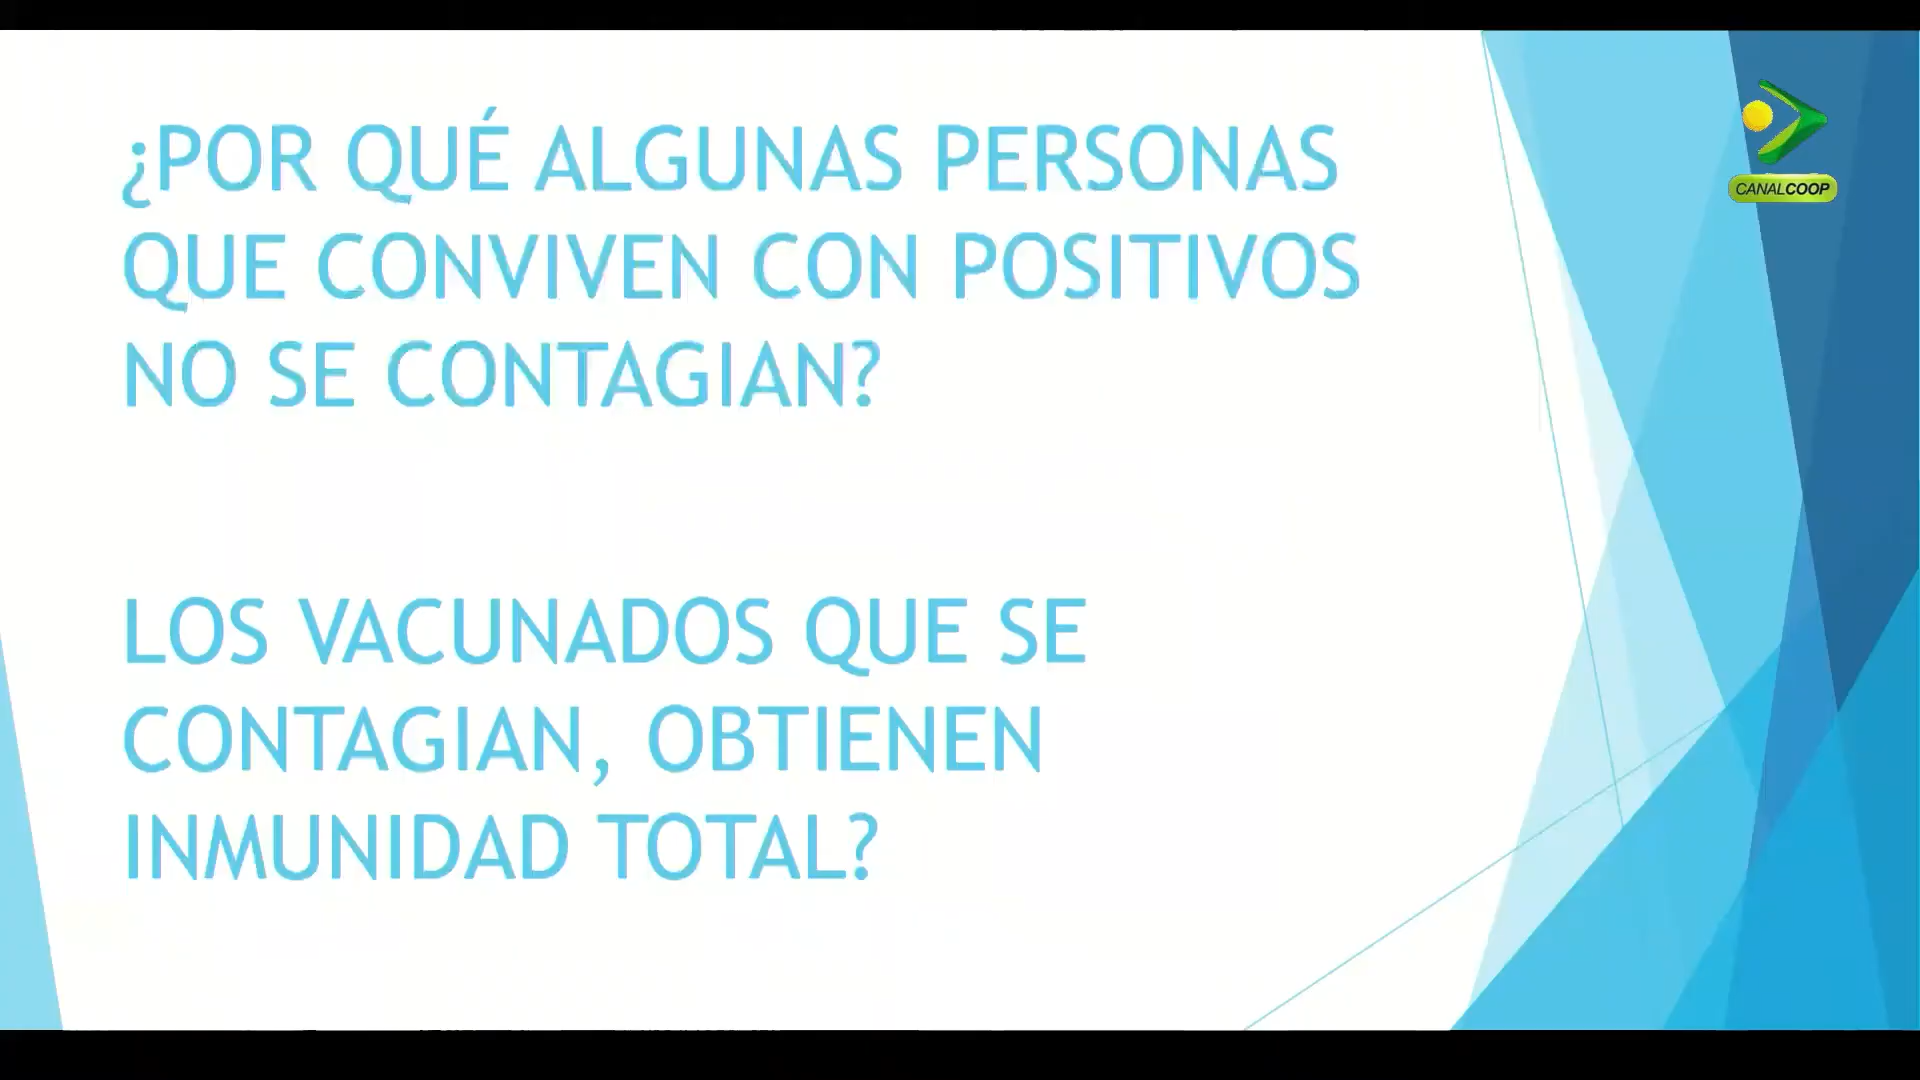 ¿POR QUÉ ALGUNAS PERSONAS
QUE CONVIVEN CON POSITIVOS
NO SE CONTAGIAN?
LOS VACUNADOS QUE SE
CONTAGIAN, OBTIENEN
INMUNIDAD TOTAL?
CANALCOOP